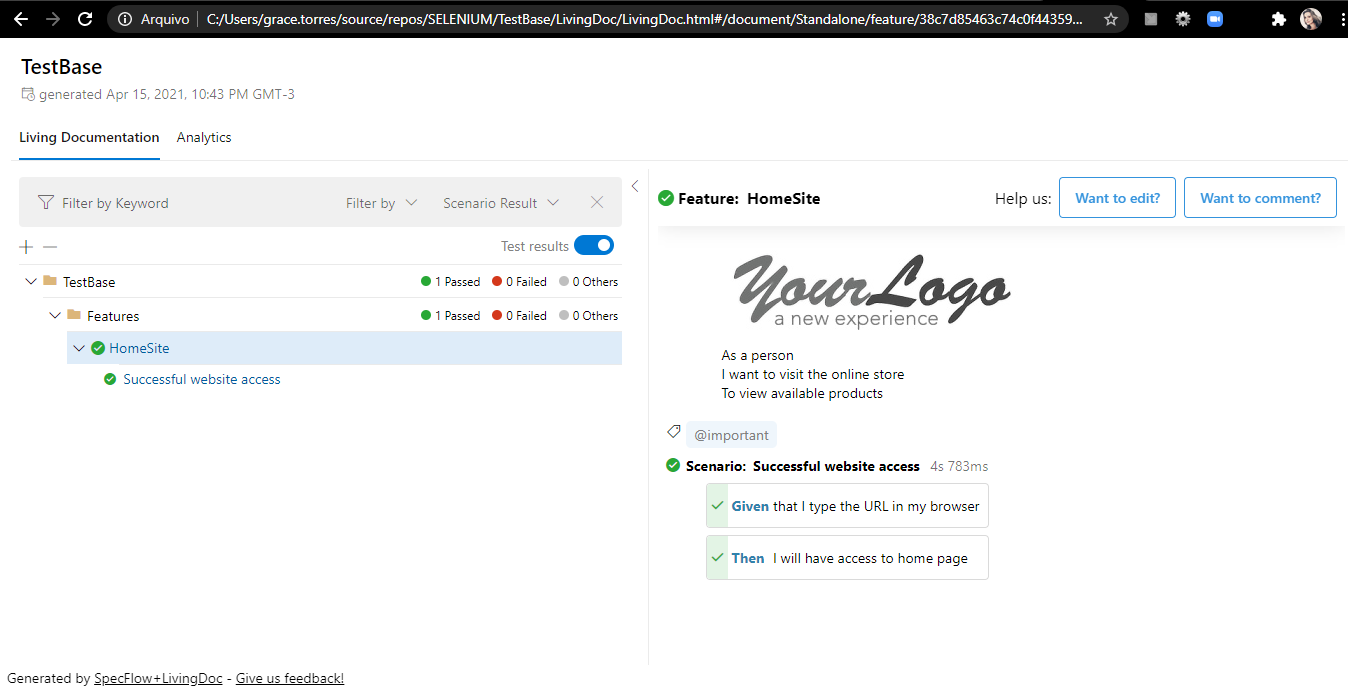 Arquivo C:/Users/grace.torres/source/repos/SELENIUM/TestBase/LivingDoc/LivingDoc.html#/document/Standalone/feature/38c7d85463c74c0f44359...
TestBase
generated Apr 15, 2021, 10:43 PM GMT-3
Living Documentation Analytics
Filter by Keyword Filter by Scenario Result
Test results
TestBase 1 Passed 0 Failed 0 Others
Features 1 Passed 0 Failed 0 Others
HomeSite
Successful website access
Feature: HomeSite Help us: Want to edit? Want to comment?
YourLogo
a new experience
As a person
I want to visit the online store
To view available products
@important
Scenario: Successful website access 4s 783ms
Given that I type the URL in my browser
Then I will have access to home page
Generated by SpecFlow+LivingDoc - Give us feedback!